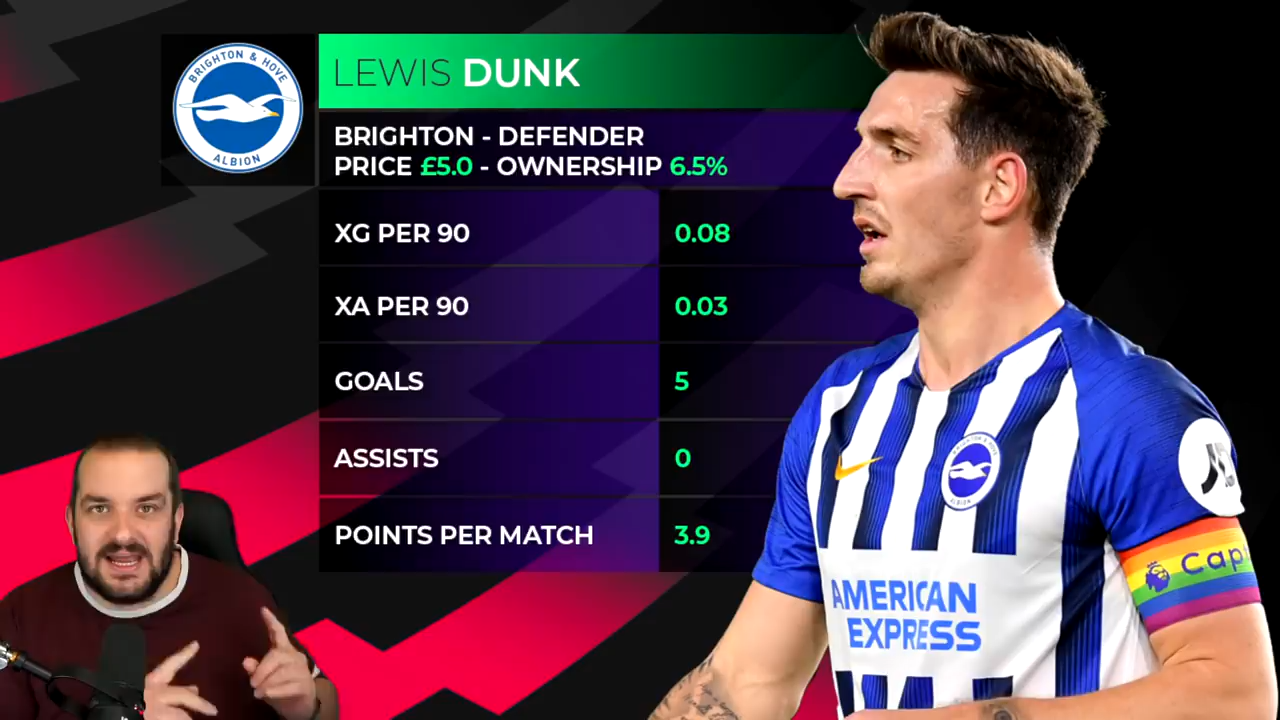 BRIGHTON & HOVE
ALBION
LEWIS DUNK
BRIGHTON - DEFENDER
PRICE £5.0 - OWNERSHIP 6.5%
XG PER 90 0.08
XA PER 90 0.03
GOALS 5
ASSISTS 0
POINTS PER MATCH 3.9
AMERICAN
EXPRESS
Cap